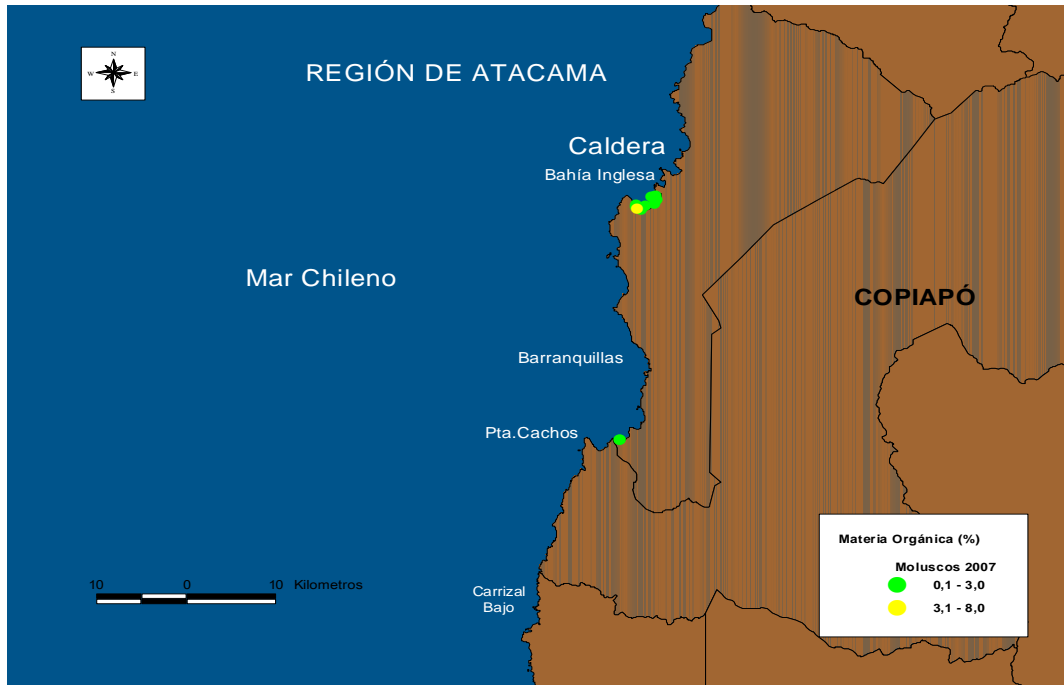 N
W E
S
REGIÓN DE ATACAMA
Caldera
Bahía Inglesa
Mar Chileno
COPIAPÓ
Barranquillas
Pta.Cachos
Materia Orgánica (%)
Moluscos 2007
0,1 - 3,0
3,1 - 8,0
10 0 10 Kilometros
Carrizal
Bajo